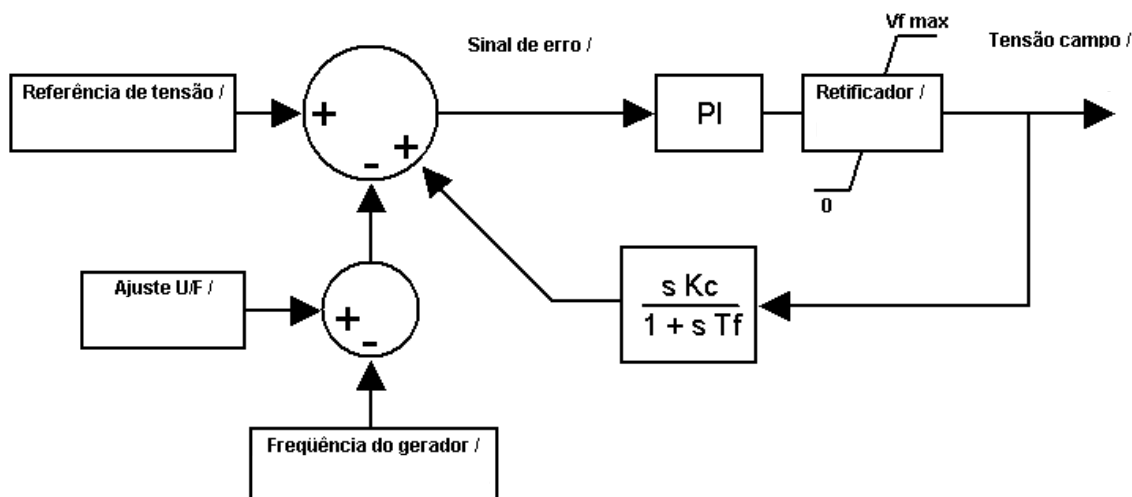 Sinal de erro /
Vf max
Tensão campo /
Referência de tensão /
+
+
-
PI
Retificador /
0
Ajuste U/F /
+
-
s Kc
1 + s Tf
Freqüência do gerador /